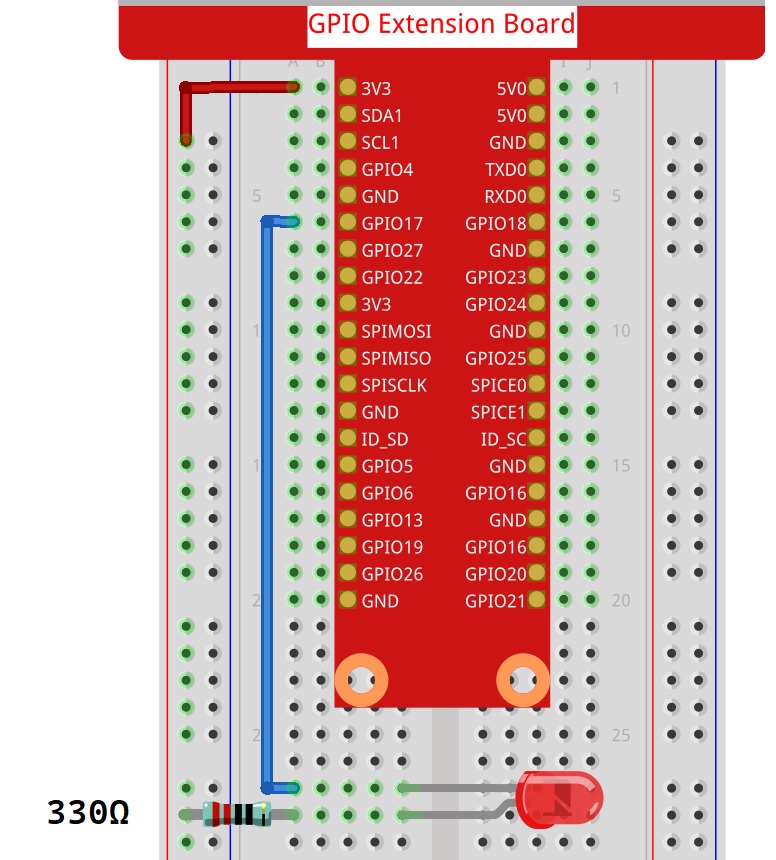 GPIO Extension Board
A B I J
3V3 5V0 1
SDA1 5V0
SCL1 GND
GPIO4 TXD0
5 GND RXD0 5
GPIO17 GPIO18
GPIO27 GND
GPIO22 GPIO23
3V3 GPIO24
1 SPIMOSI GND 10
SPIMISO GPIO25
SPISCLK SPICE0
GND SPICE1
ID_SD ID_SC
1 GPIO5 GND 15
GPIO6 GPIO16
GPIO13 GND
GPIO19 GPIO16
GPIO26 GPIO20
2 GND GPIO21 20
2 25
330Ω